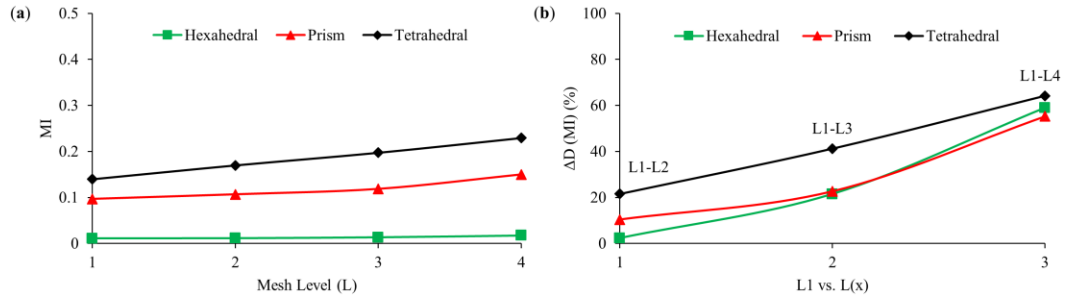 (a)
Hexahedral Prism Tetrahedral
MI
0.5
0.4
0.3
0.2
0.1
0
1 2 3 4
Mesh Level (L)
(b)
Hexahedral Prism Tetrahedral
ΔD (MI) (%)
100
80
60
40
20
0
L1-L2
L1-L3
L1-L4
1 2 3
L1 vs. L(x)